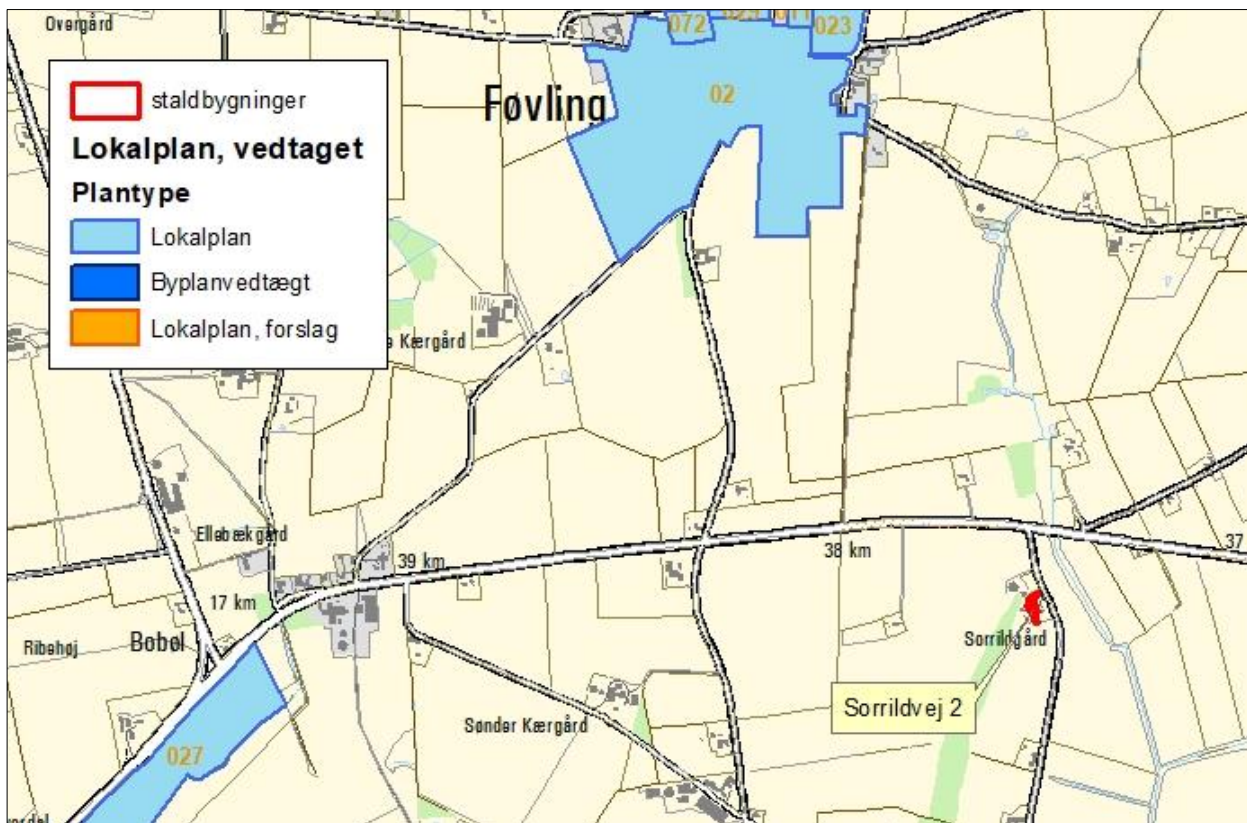 Overgård
072
023
staldbygninger
Føvling
02
Lokalplan, vedtaget
Plantype
Lokalplan
Byplanvedtægt
Lokalplan, forslag
Kærgård
Ellebækgård
39 km
38 km
37
17 km
Ribehøj
Bobøl
Sorrildgård
Sønder Kærgård
Sorrildvej 2
027